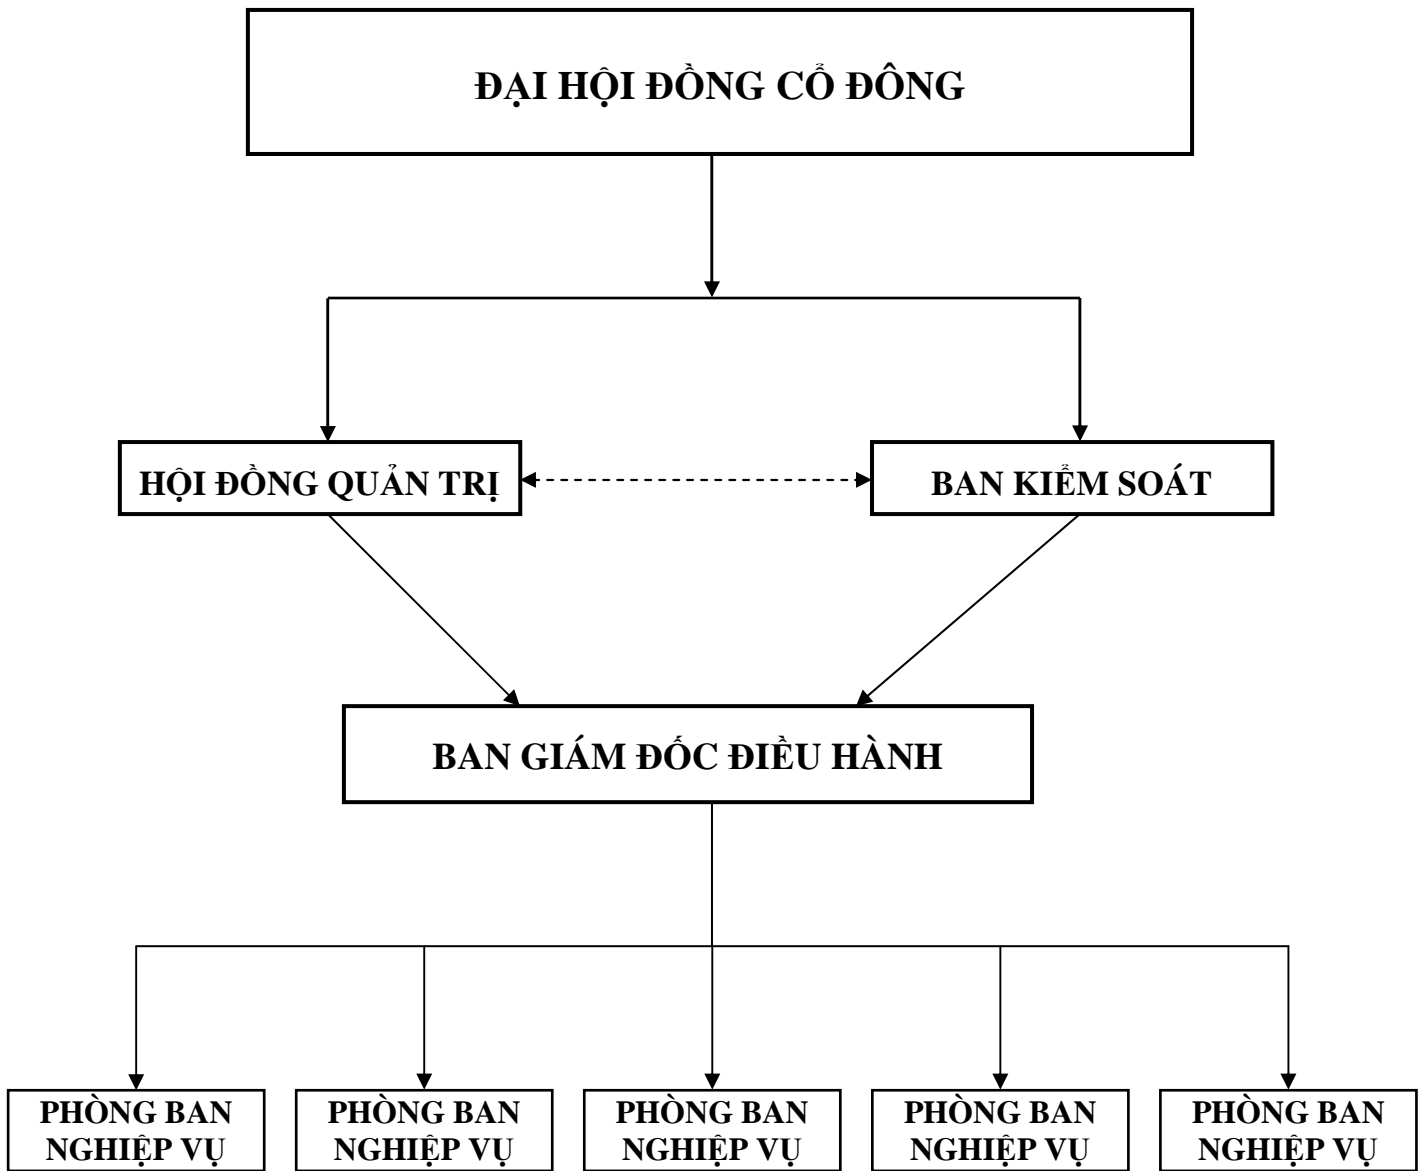 ĐẠI HỘI ĐỒNG CỔ ĐÔNG
HỘI ĐỒNG QUẢN TRỊ
BAN KIỂM SOÁT
BAN GIÁM ĐỐC ĐIỀU HÀNH
PHÒNG BAN
NGHIỆP VỤ
PHÒNG BAN
NGHIỆP VỤ
PHÒNG BAN
NGHIỆP VỤ
PHÒNG BAN
NGHIỆP VỤ
PHÒNG BAN
NGHIỆP VỤ